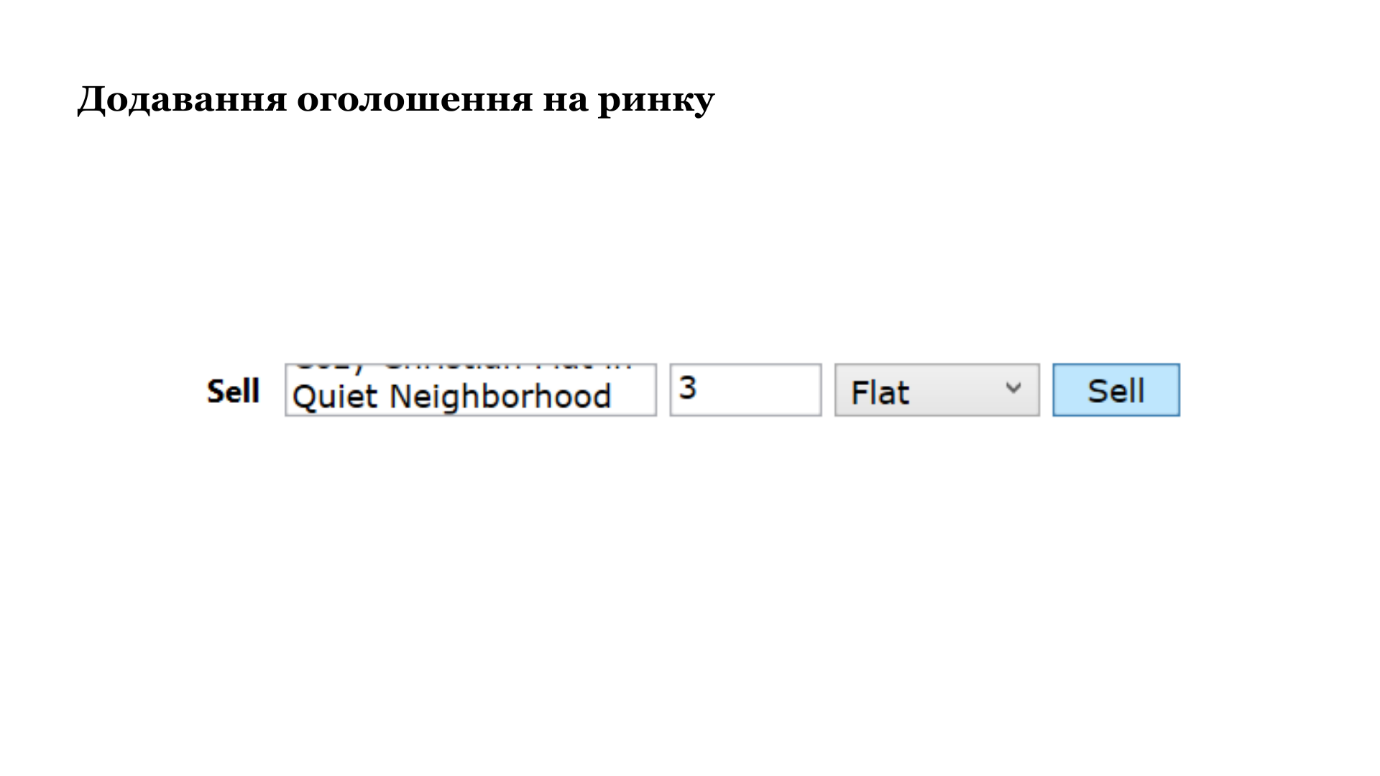 Додавання оголошення на ринку
Sell
Quiet Neighborhood
3
Flat
Sell